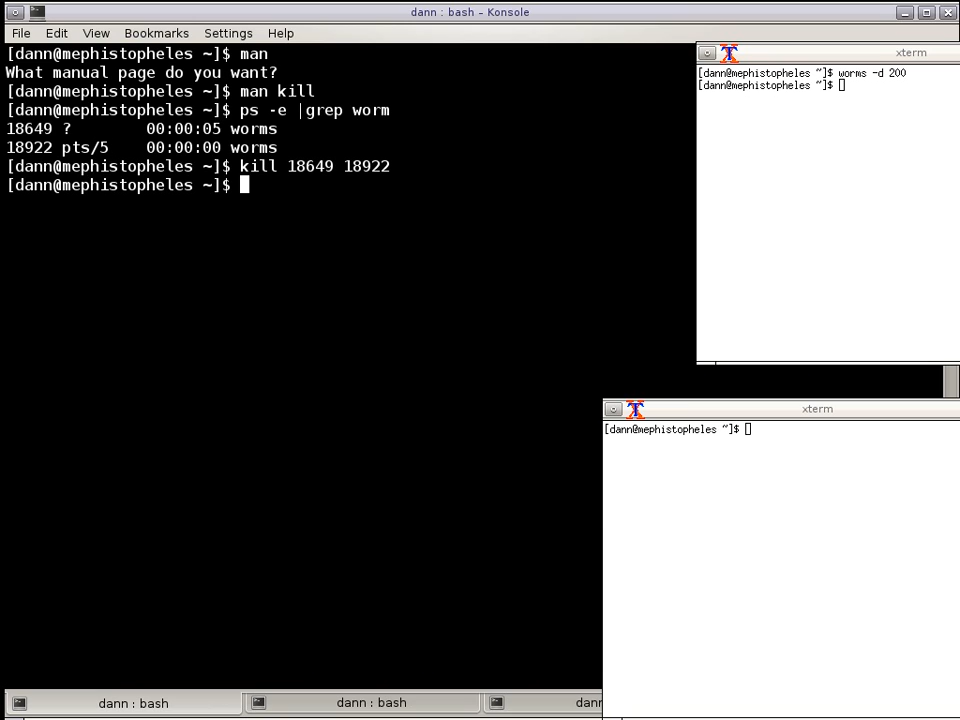 dann : bash – Konsole
File Edit View Bookmarks Settings Help
[dann@mephistopheles ~]$ man
What manual page do you want?
[dann@mephistopheles ~]$ man kill
[dann@mephistopheles ~]$ ps -e |grep worm
18649 ?        00:00:05 worms
18922 pts/5    00:00:00 worms
[dann@mephistopheles ~]$ kill 18649 18922
[dann@mephistopheles ~]$
xterm
[dann@mephistopheles ~]$ worms -d 200
[dann@mephistopheles ~]$
xterm
[dann@mephistopheles ~]$
dann : bash
dann : bash
dann